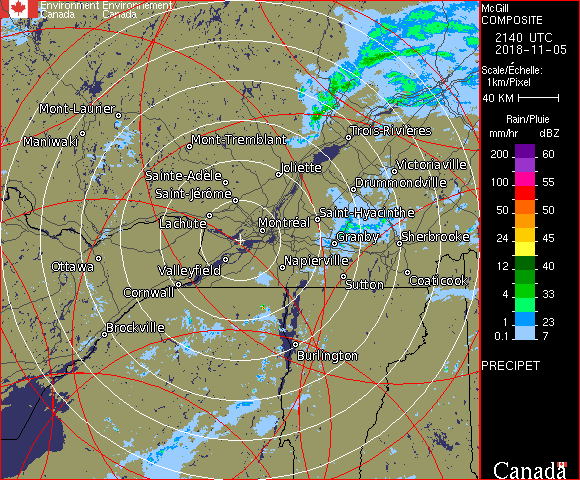 Environment Environnement
Canada Canada
McGill
COMPOSITE
2140 UTC
2018-11-05
Scale/Échelle:
1km/Pixel
40 KM
Rain/Pluie
mm/hr dBZ
200 60
55
100 55
50 50
24 45
12 40
4 33
1 23
0.1 7
PRECIPET
Canada
Mont-Laurier
Maniwaki
Mont-Tremblant
Trois-Rivières
Sainte-Adèle
Joliette
Victoriaville
Saint-Jérôme
Drummondville
Lachute
Montréal
Saint-Hyacinthe
Granby
Sherbrooke
Ottawa
Valleyfield
Napierville
Cornwall
Sutton
Coaticook
Brockville
Burlington